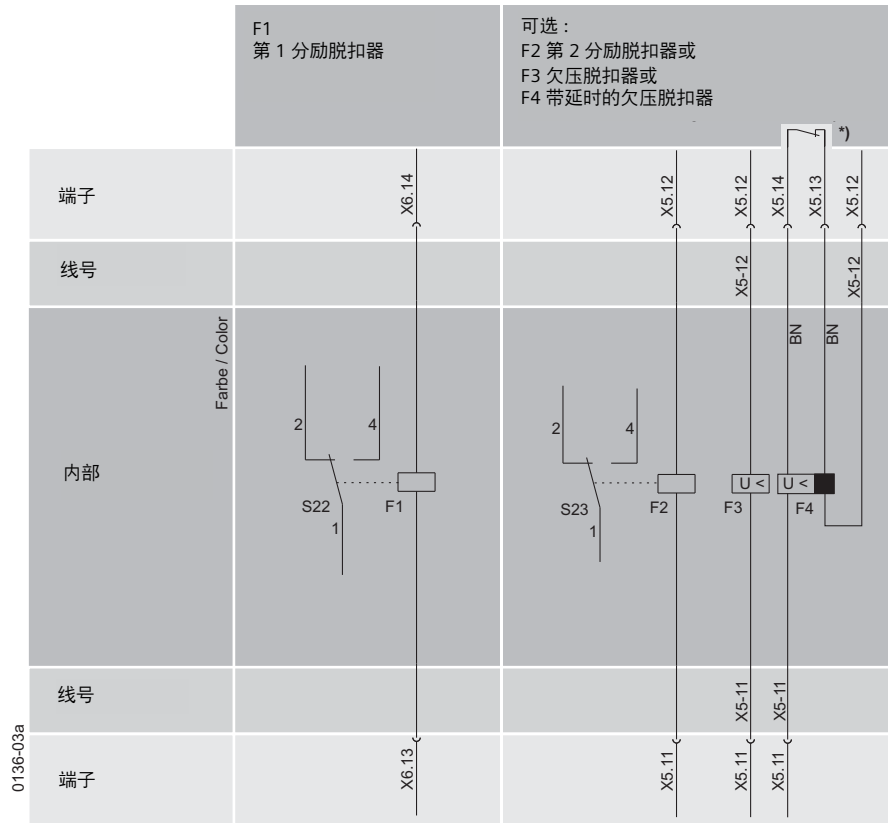 F1
第 1 分励脱扣器
可选 :
F2 第 2 分励脱扣器或
F3 欠压脱扣器或
F4 带延时的欠压脱扣器
*)
端子
X6.14
X5.12
X5.12
X5.14
X5.13
X5.12
线号
X5-12
X5-12
内部
Farbe / Color
BN
BN
2
4
S22
1
F1
2
4
S23
1
F2
U <
F3
U <
F4
线号
X5-11
X5-11
端子
X6.13
X5.11
X5.11
X5.11
0136-03a